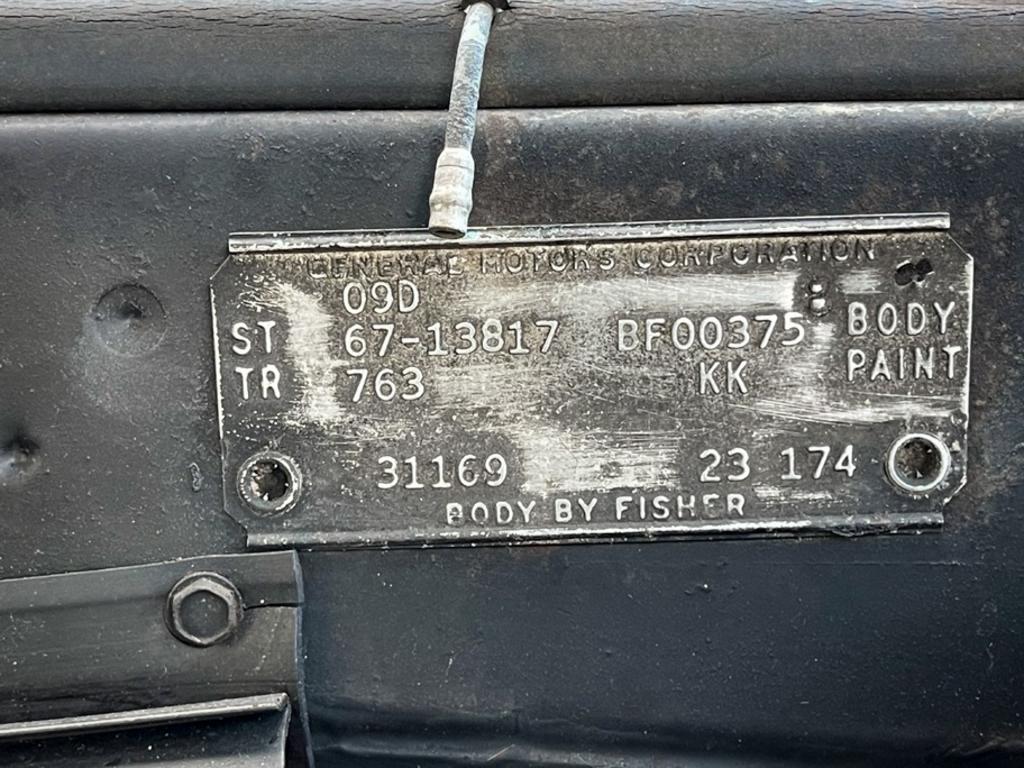 GENERAL MOTORS CORPORATION
09D
ST 67-13817 BF00375 BODY
TR 763 KK PAINT
31169 23 174
BODY BY FISHER